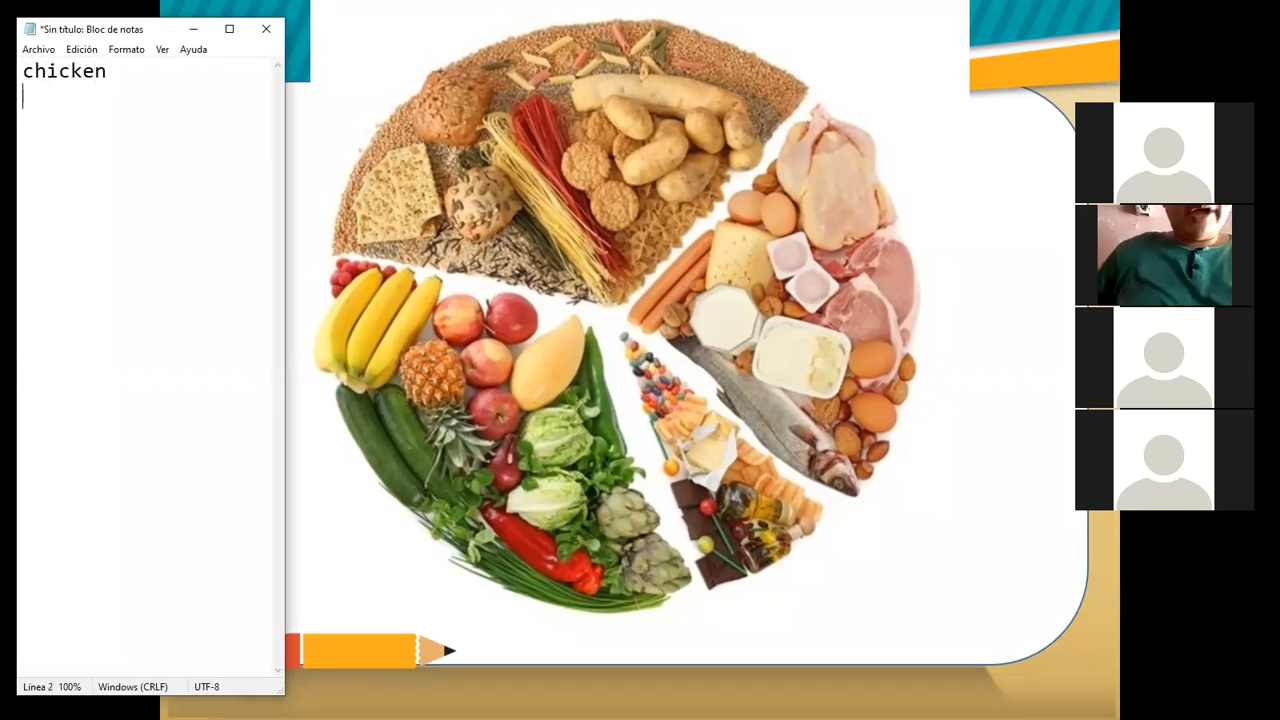 *Sin título: Bloc de notas
Archivo Edición Formato Ver Ayuda
chicken
Línea 2 100% Windows (CRLF) UTF-8